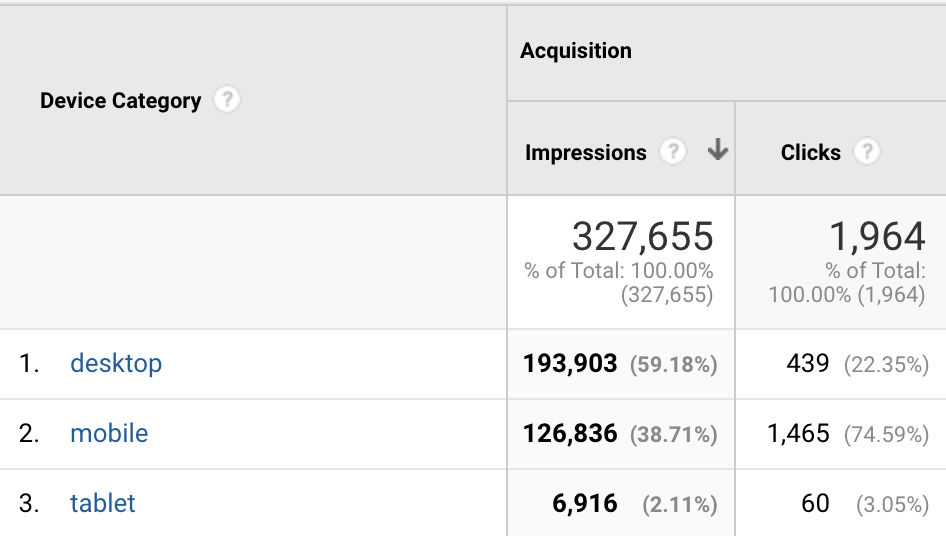 Device Category ?
Acquisition
Impressions ?
Clicks ?
327,655
% of Total: 100.00%
(327,655)
1,964
% of Total:
100.00% (1,964)
1. desktop 193,903 (59.18%) 439 (22.35%)
2. mobile 126,836 (38.71%) 1,465 (74.59%)
3. tablet 6,916 (2.11%) 60 (3.05%)